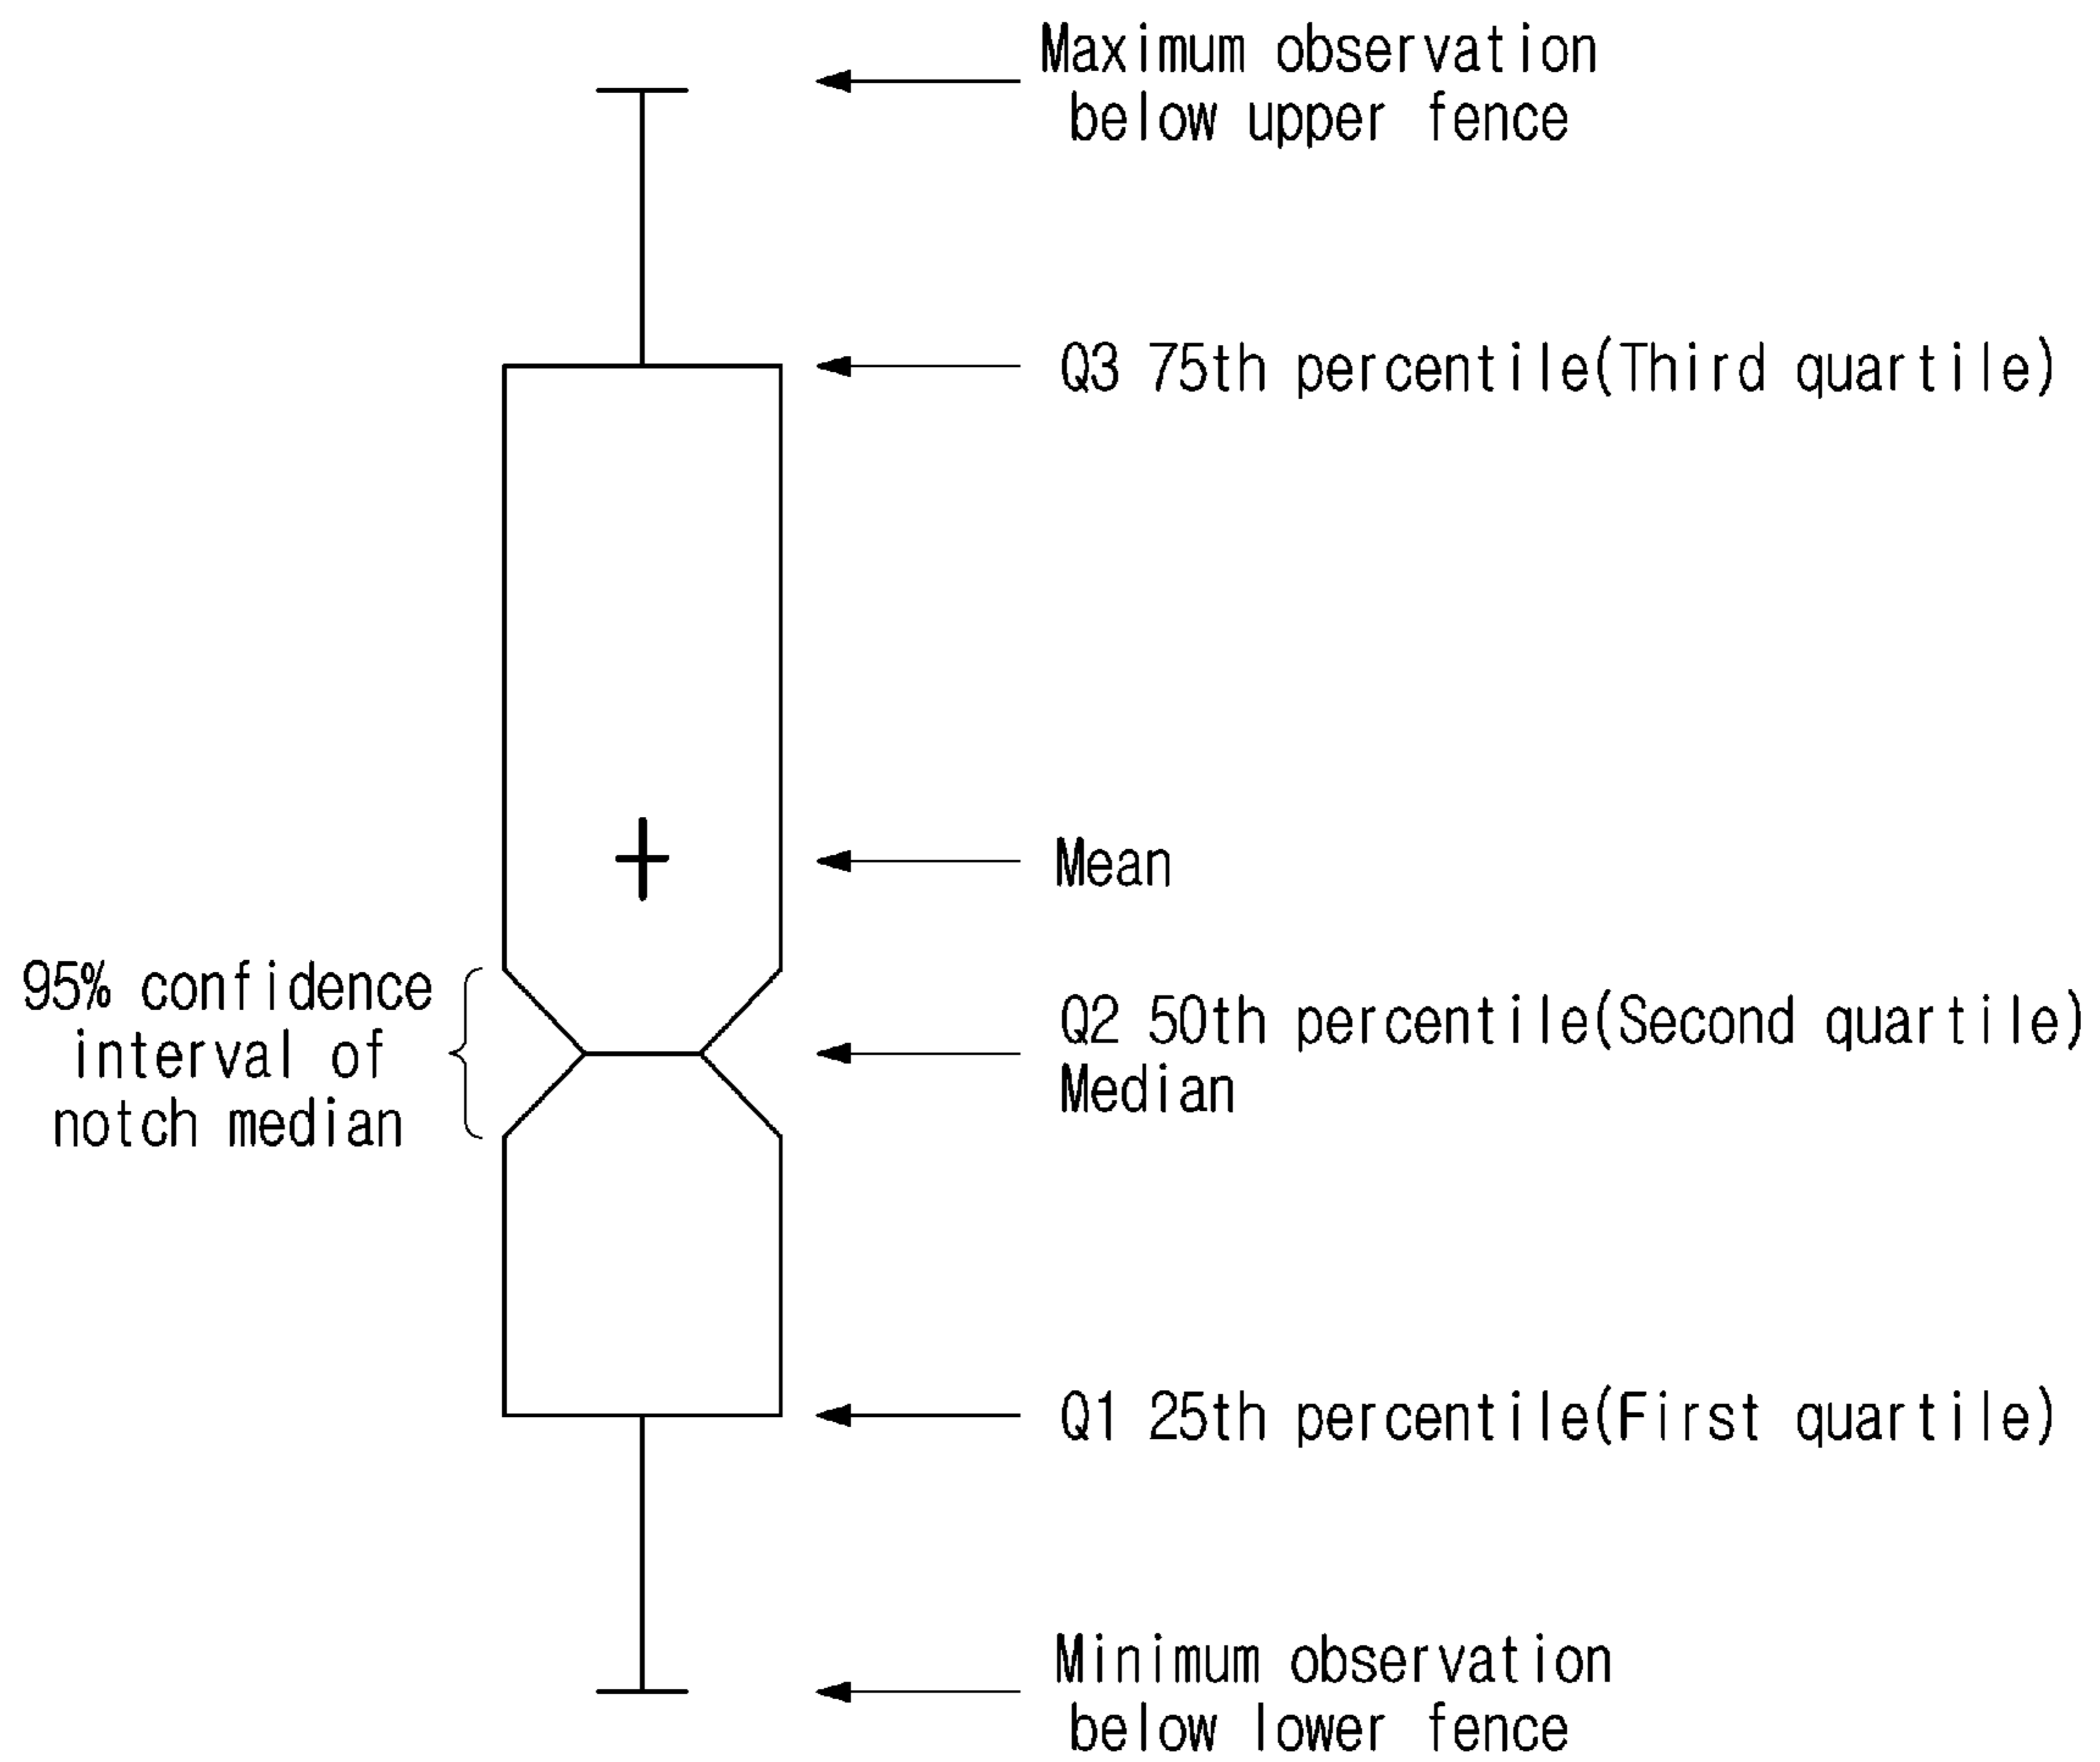 Maximum observation
below upper fence
Q3 75th percentile(Third quartile)
Mean
95% confidence
interval of
notch median
Q2 50th percentile(Second quartile)
Median
Q1 25th percentile(First quartile)
Minimum observation
below lower fence